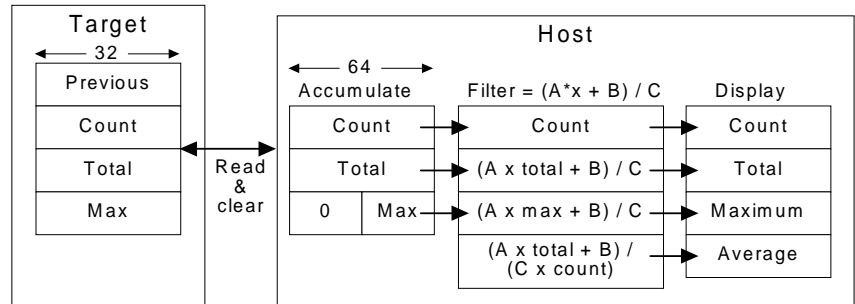 Target
32
Previous
Count
Total
Max
Read
&
clear
Host
64
Accumulate
Count
Total
0 Max
Filter = (A*x + B) / C
Count
(A x total + B) / C
(A x max + B) / C
(A x total + B) /
(C x count)
Display
Count
Total
Maximum
Average